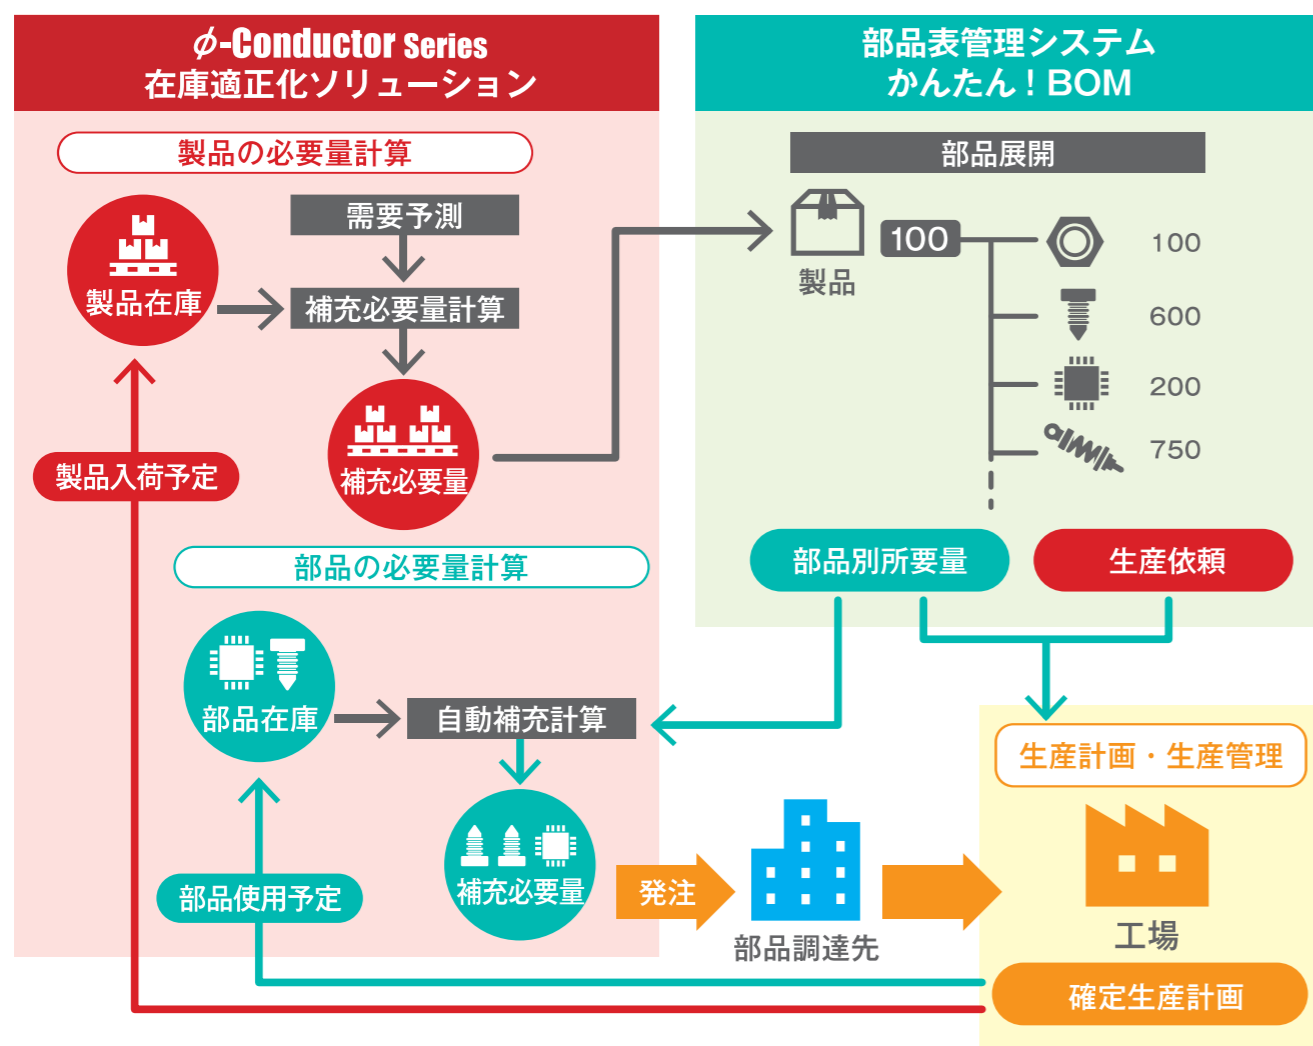 φ-Conductor Series
在庫適正化ソリューション
製品の必要量計算
製品在庫
需要予測
補充必要量計算
補充必要量
製品入荷予定
部品の必要量計算
部品在庫
自動補充計算
補充必要量
部品使用予定
部品表管理システム
かんたん！BOM
部品展開
製品
100
100
600
200
750
部品別所要量
生産依頼
発注
部品調達先
生産計画・生産管理
工場
確定生産計画